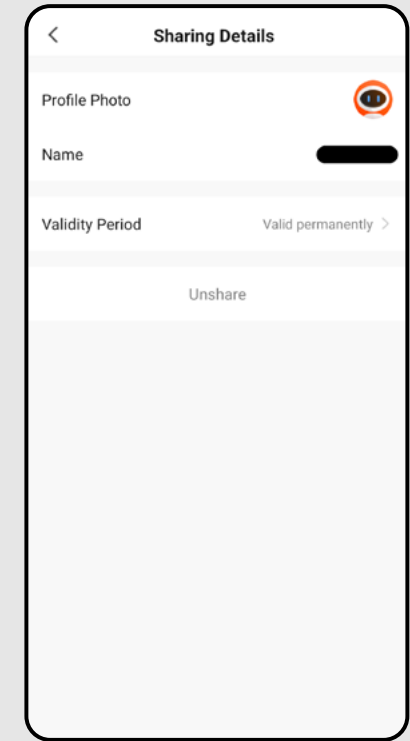 Sharing Details
Profile Photo
Name
Validity Period Valid permanently
Unshare